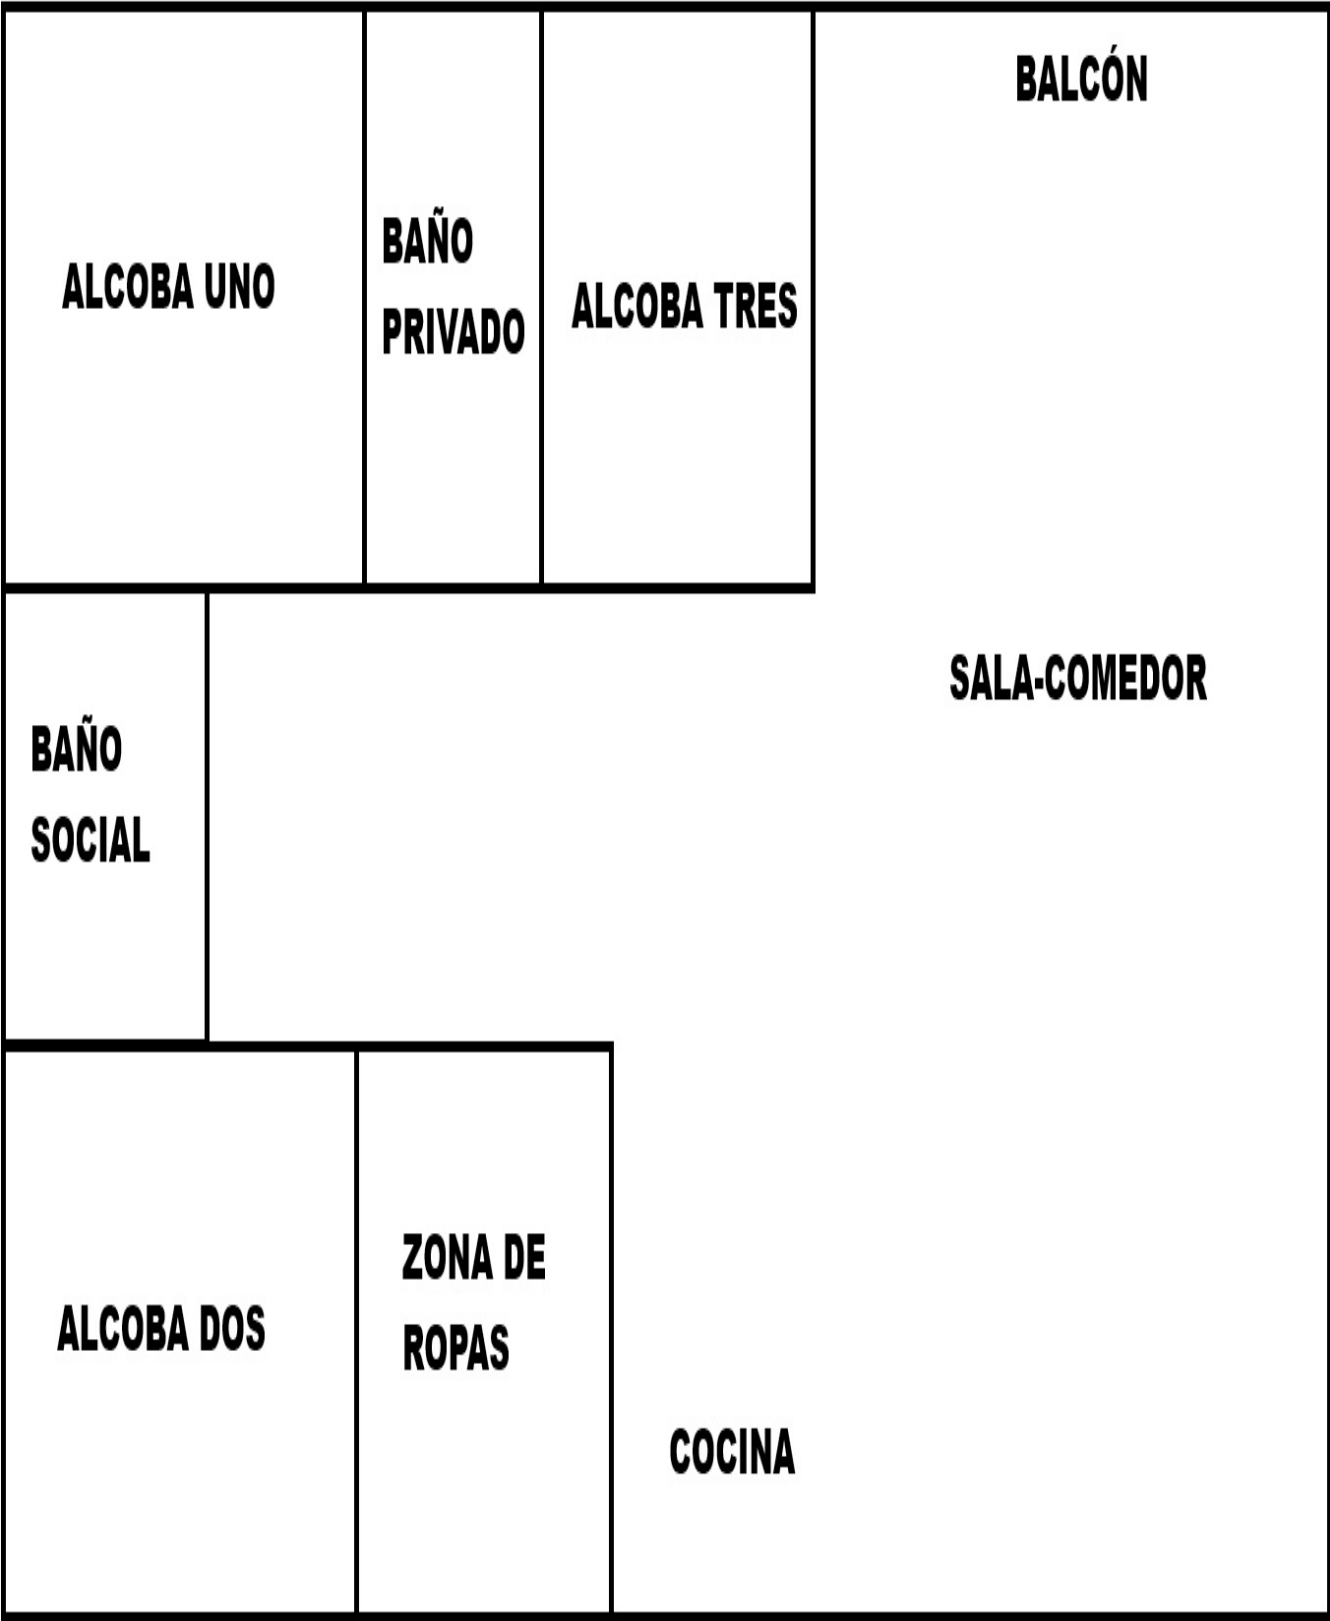 BALCÓN
ALCOBA UNO
BAÑO
PRIVADO
ALCOBA TRES
SALA-COMEDOR
BAÑO
SOCIAL
ALCOBA DOS
ZONA DE
ROPAS
COCINA